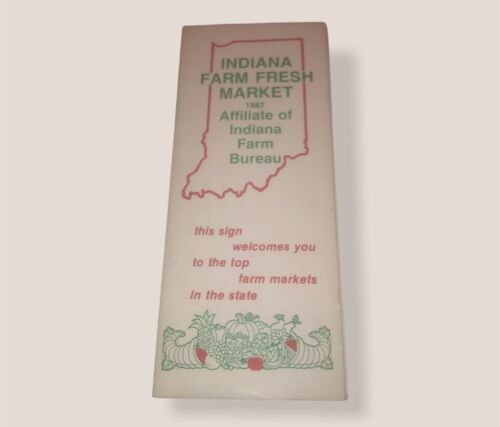 INDIANA
FARM FRESH
MARKET
1987
Affiliate of
Indiana
Farm
Bureau
this sign
welcomes you
to the top
farm markets
in the state